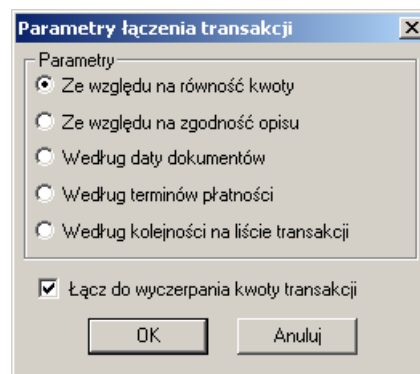 Parametry łączenia transakcji
Parametry
Ze względu na równość kwoty
Ze względu na zgodność opisu
Według daty dokumentów
Według terminów płatności
Według kolejności na liście transakcji
Łącz do wyczerpania kwoty transakcji
OK Anuluj